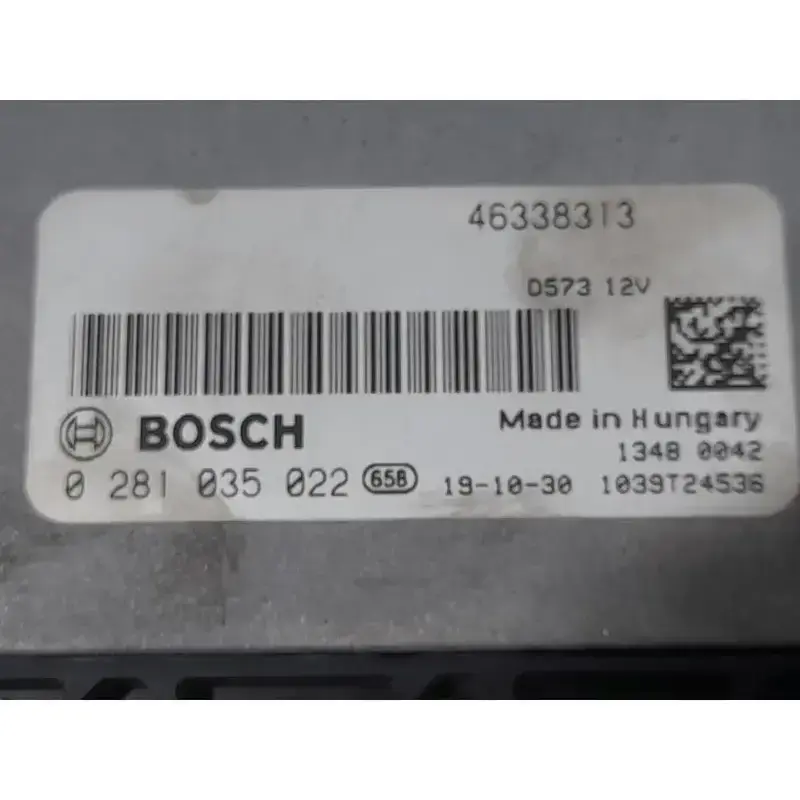 46338313
D573 12V
BOSCH
Made in Hungary
1348 0042
0 281 035 022 658 19-10-30 1039T24536